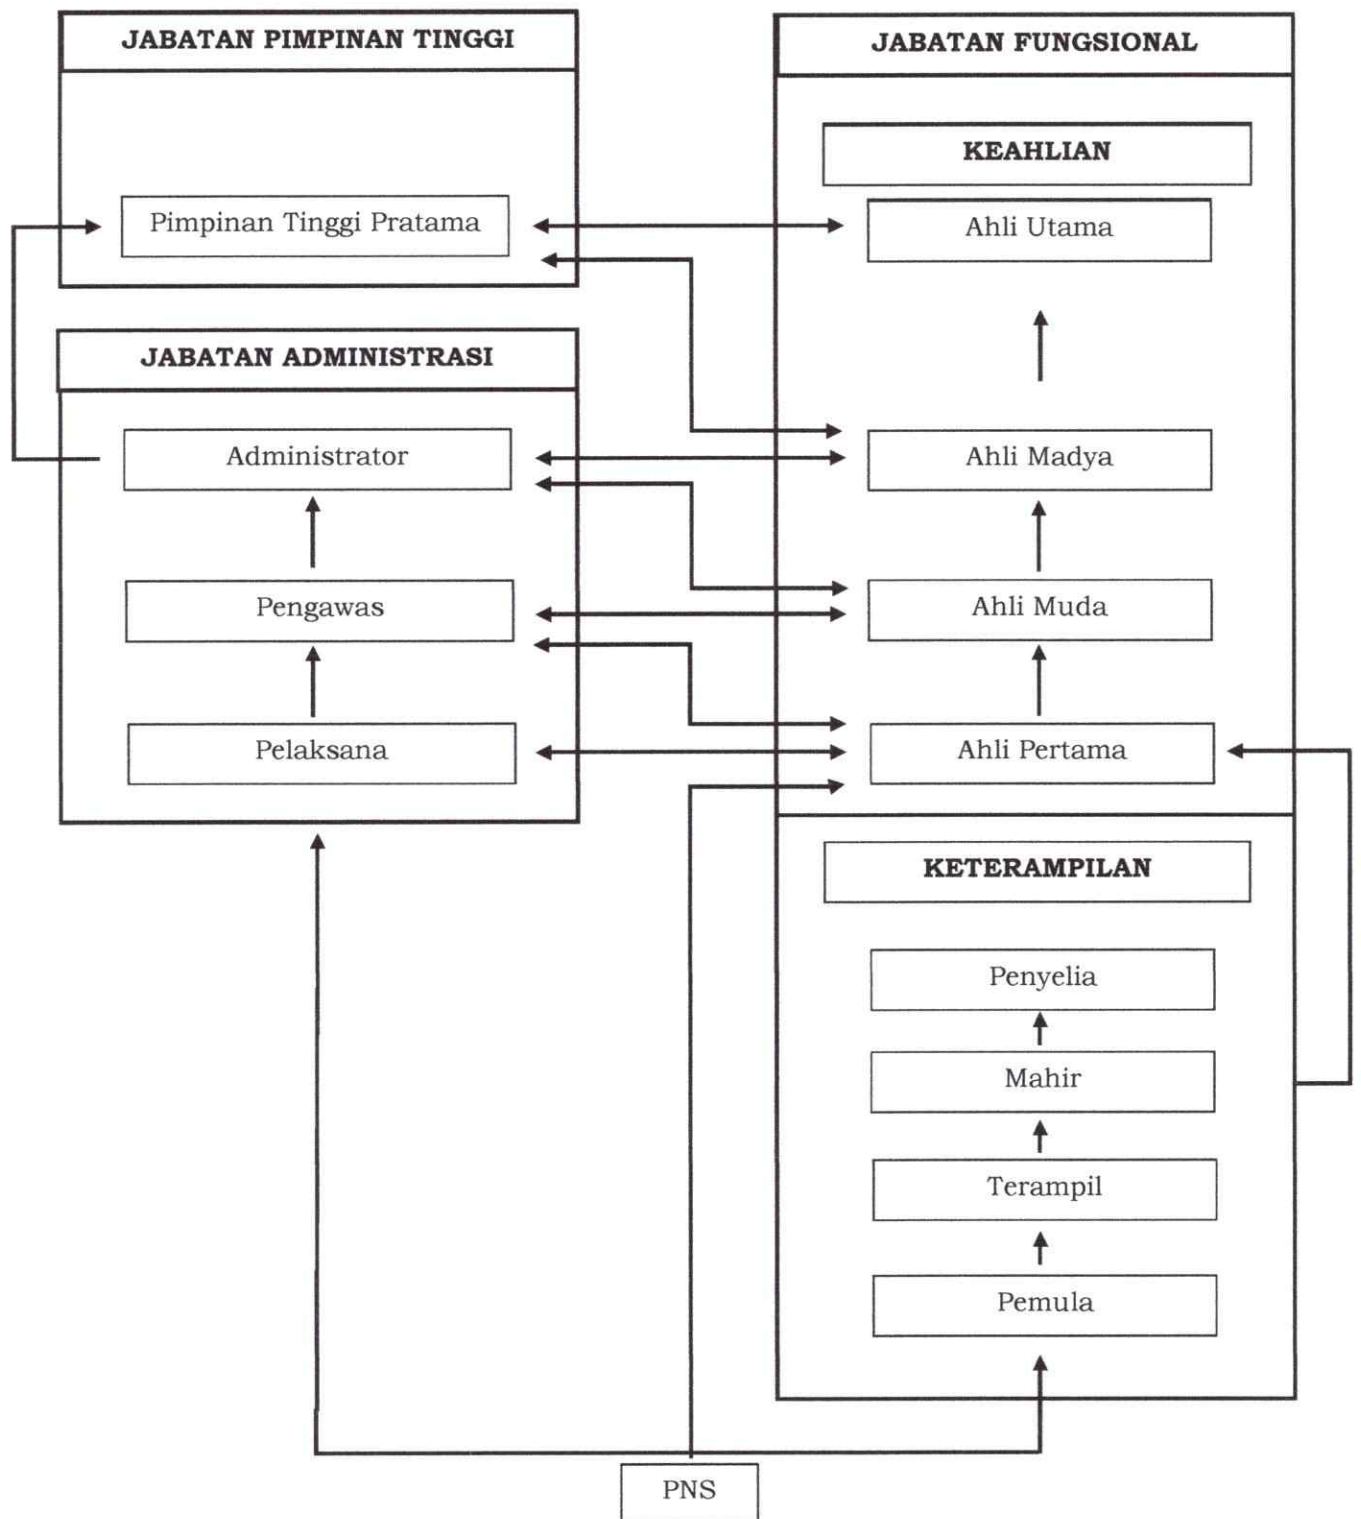 JABATAN PIMPINAN TINGGI
Pimpinan Tinggi Pratama
JABATAN ADMINISTRASI
Administrator
Pengawas
Pelaksana
JABATAN FUNGSIONAL
KEAHLIAN
Ahli Utama
Ahli Madya
Ahli Muda
Ahli Pertama
KETERAMPILAN
Penyelia
Mahir
Terampil
Pemula
PNS